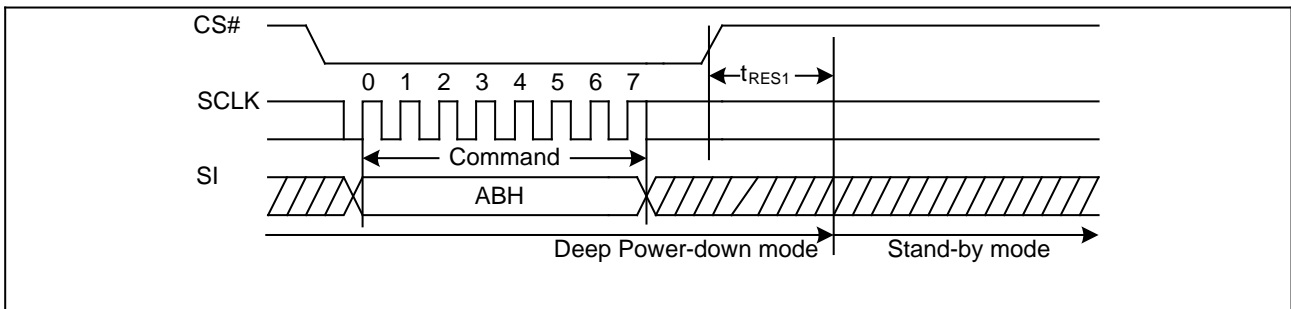 CS#
tRES1
0 1 2 3 4 5 6 7
SCLK
Command
SI
ABH
Deep Power-down mode Stand-by mode